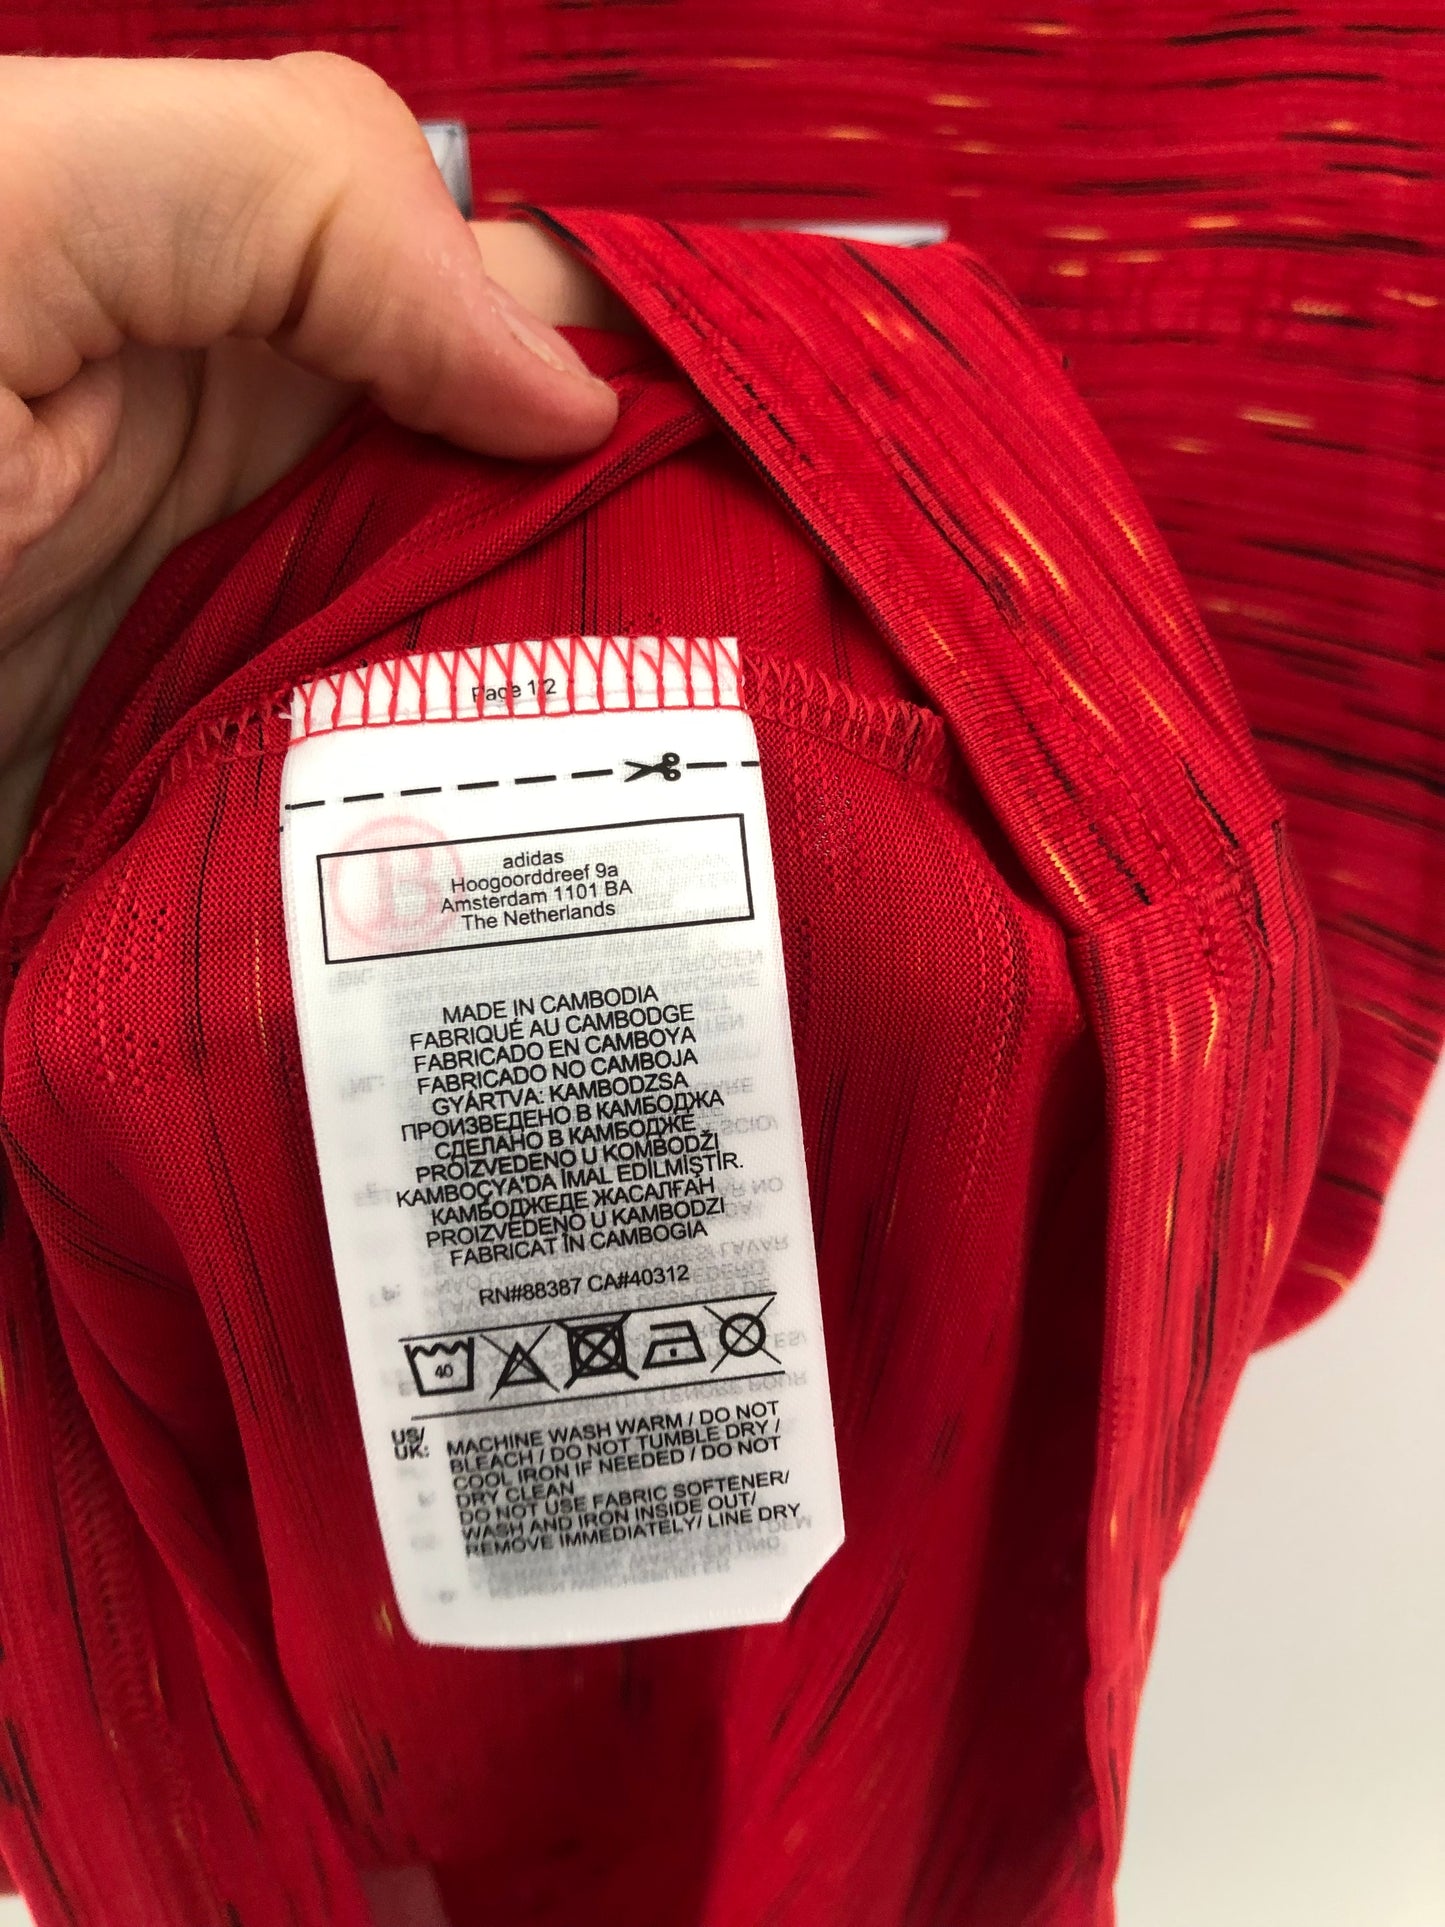 Page 1/2
B
adidas
Hoogoorddreef 9a
Amsterdam 1101 BA
The Netherlands
MADE IN CAMBODIA
FABRIQUÉ AU CAMBODGE
FABRICADO EN CAMBOYA
FABRICADO NO CAMBOJA
GYÁRTVA: KAMBODZSA
ПРОИЗВЕДЕНО В КАМБОДЖА
СДЕЛАНО В КАМБОДЖЕ
PROIZVEDENO U KOMBODŽI
KAMBOÇYA'DA İMAL EDİLMİŞTİR.
КАМБОДЖЕДЕ ЖАСАЛҒАН
PROIZVEDENO U KAMBODZI
FABRICAT ÎN CAMBOGIA
RN#88387 CA#40312
40
US/
UK:
MACHINE WASH WARM / DO NOT
BLEACH / DO NOT TUMBLE DRY /
COOL IRON IF NEEDED / DO NOT
DRY CLEAN
DO NOT USE FABRIC SOFTENER/
WASH AND IRON INSIDE OUT/
REMOVE IMMEDIATELY/ LINE DRY